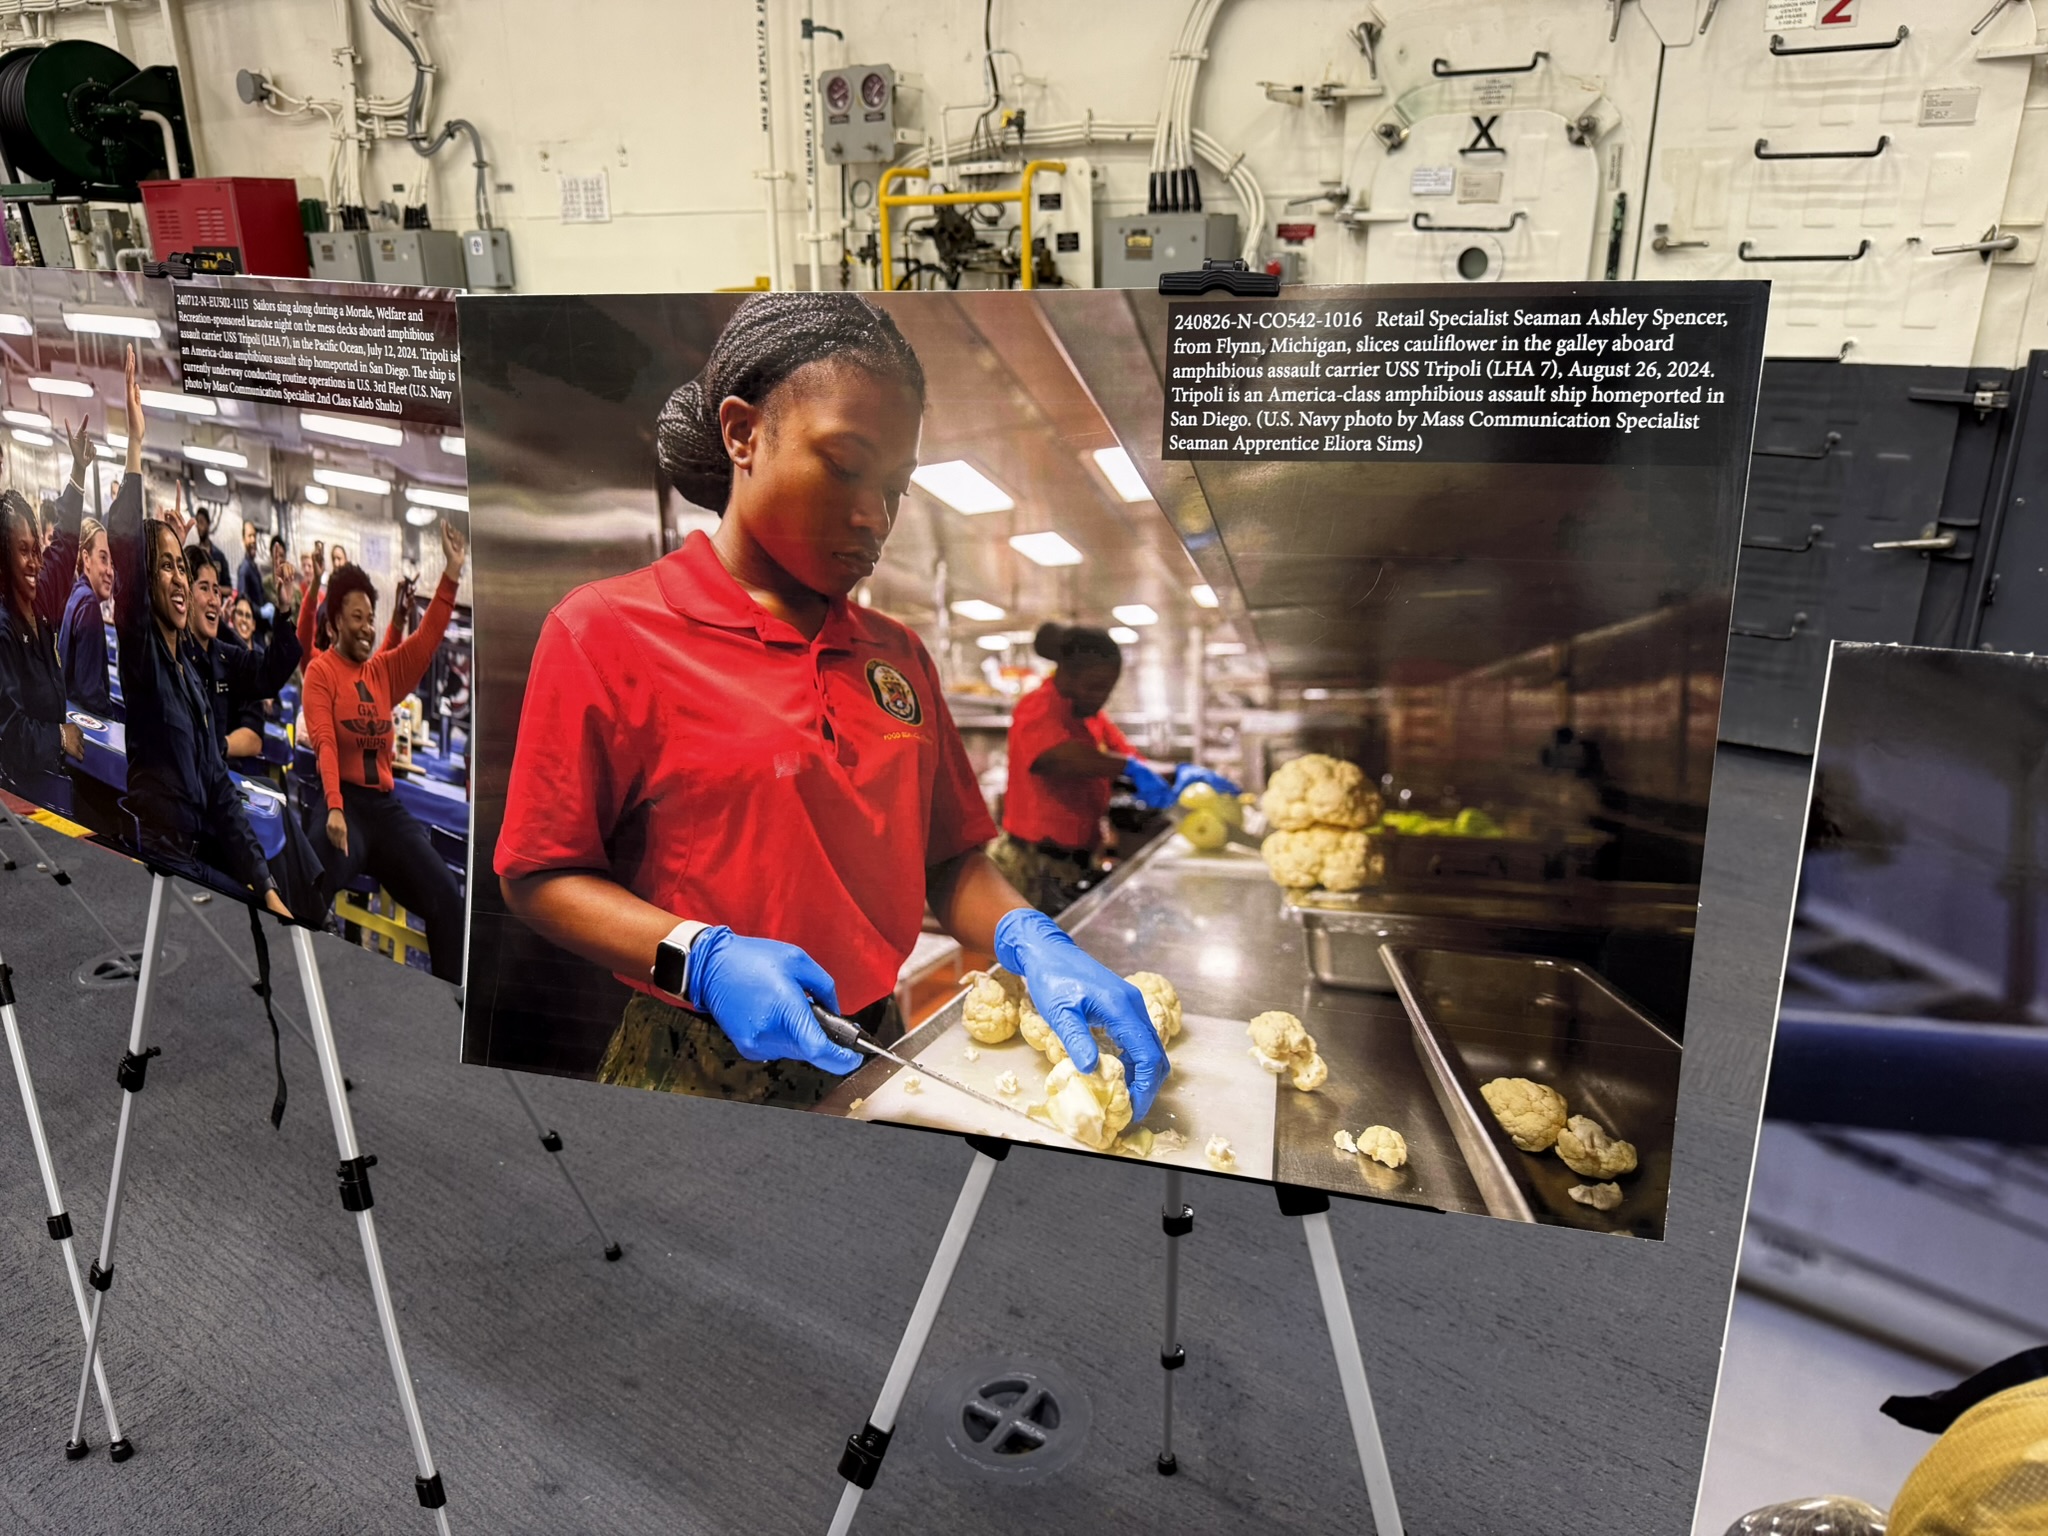 240712-N-EU502-1115 Sailors sing along during a Morale, Welfare and
Recreation-sponsored karaoke night on the mess decks aboard amphibious
assault carrier USS Tripoli (LHA 7), in the Pacific Ocean, July 12, 2024. Tripoli is
an America-class amphibious assault ship homeported in San Diego. The ship is
currently underway conducting routine operations in U.S. 3rd Fleet (U.S. Navy
photo by Mass Communication Specialist 2nd Class Kaleb Shultz)
240826-N-CO542-1016 Retail Specialist Seaman Ashley Spencer,
from Flynn, Michigan, slices cauliflower in the galley aboard
amphibious assault carrier USS Tripoli (LHA 7), August 26, 2024.
Tripoli is an America-class amphibious assault ship homeported in
San Diego. (U.S. Navy photo by Mass Communication Specialist
Seaman Apprentice Eliora Sims)
X
2